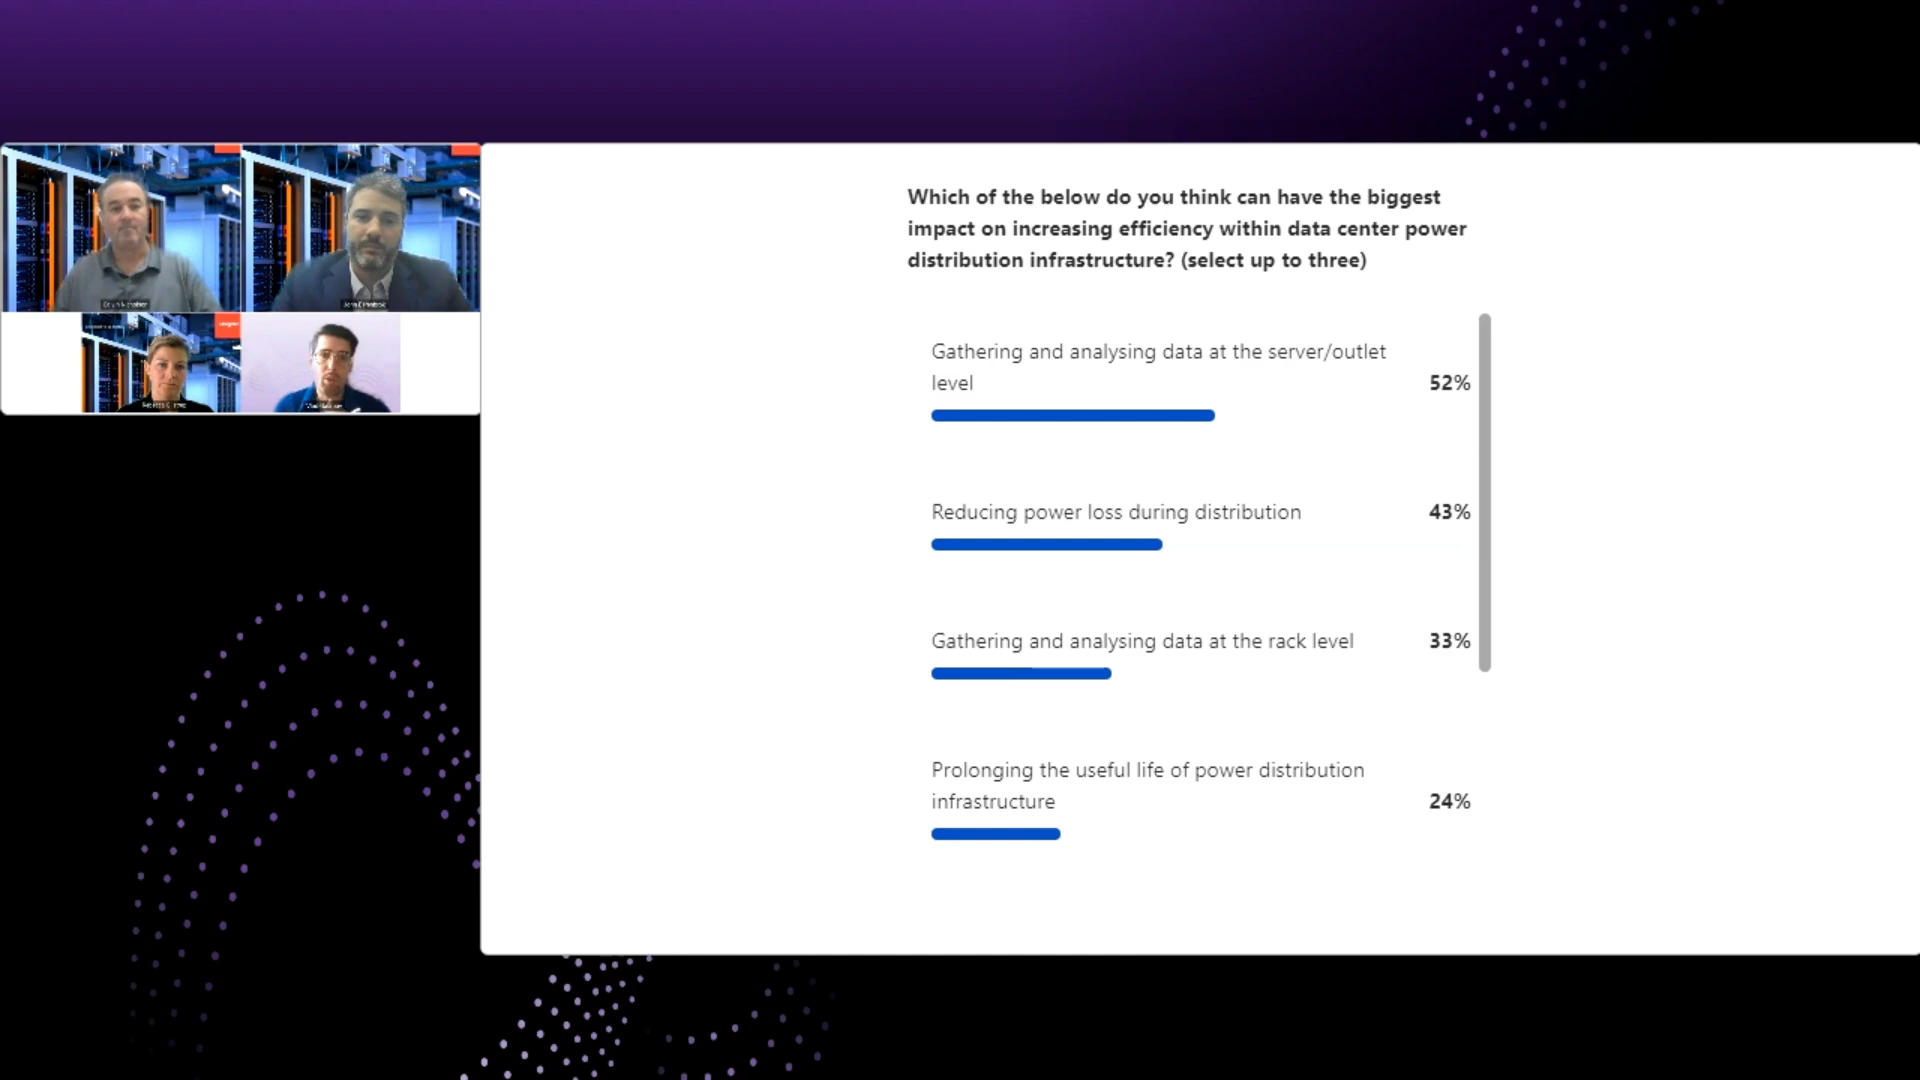 Which of the below do you think can have the biggest
impact on increasing efficiency within data center power
distribution infrastructure? (select up to three)
Gathering and analysing data at the server/outlet
level
52%
Reducing power loss during distribution
43%
Gathering and analysing data at the rack level
33%
Prolonging the useful life of power distribution
infrastructure
24%